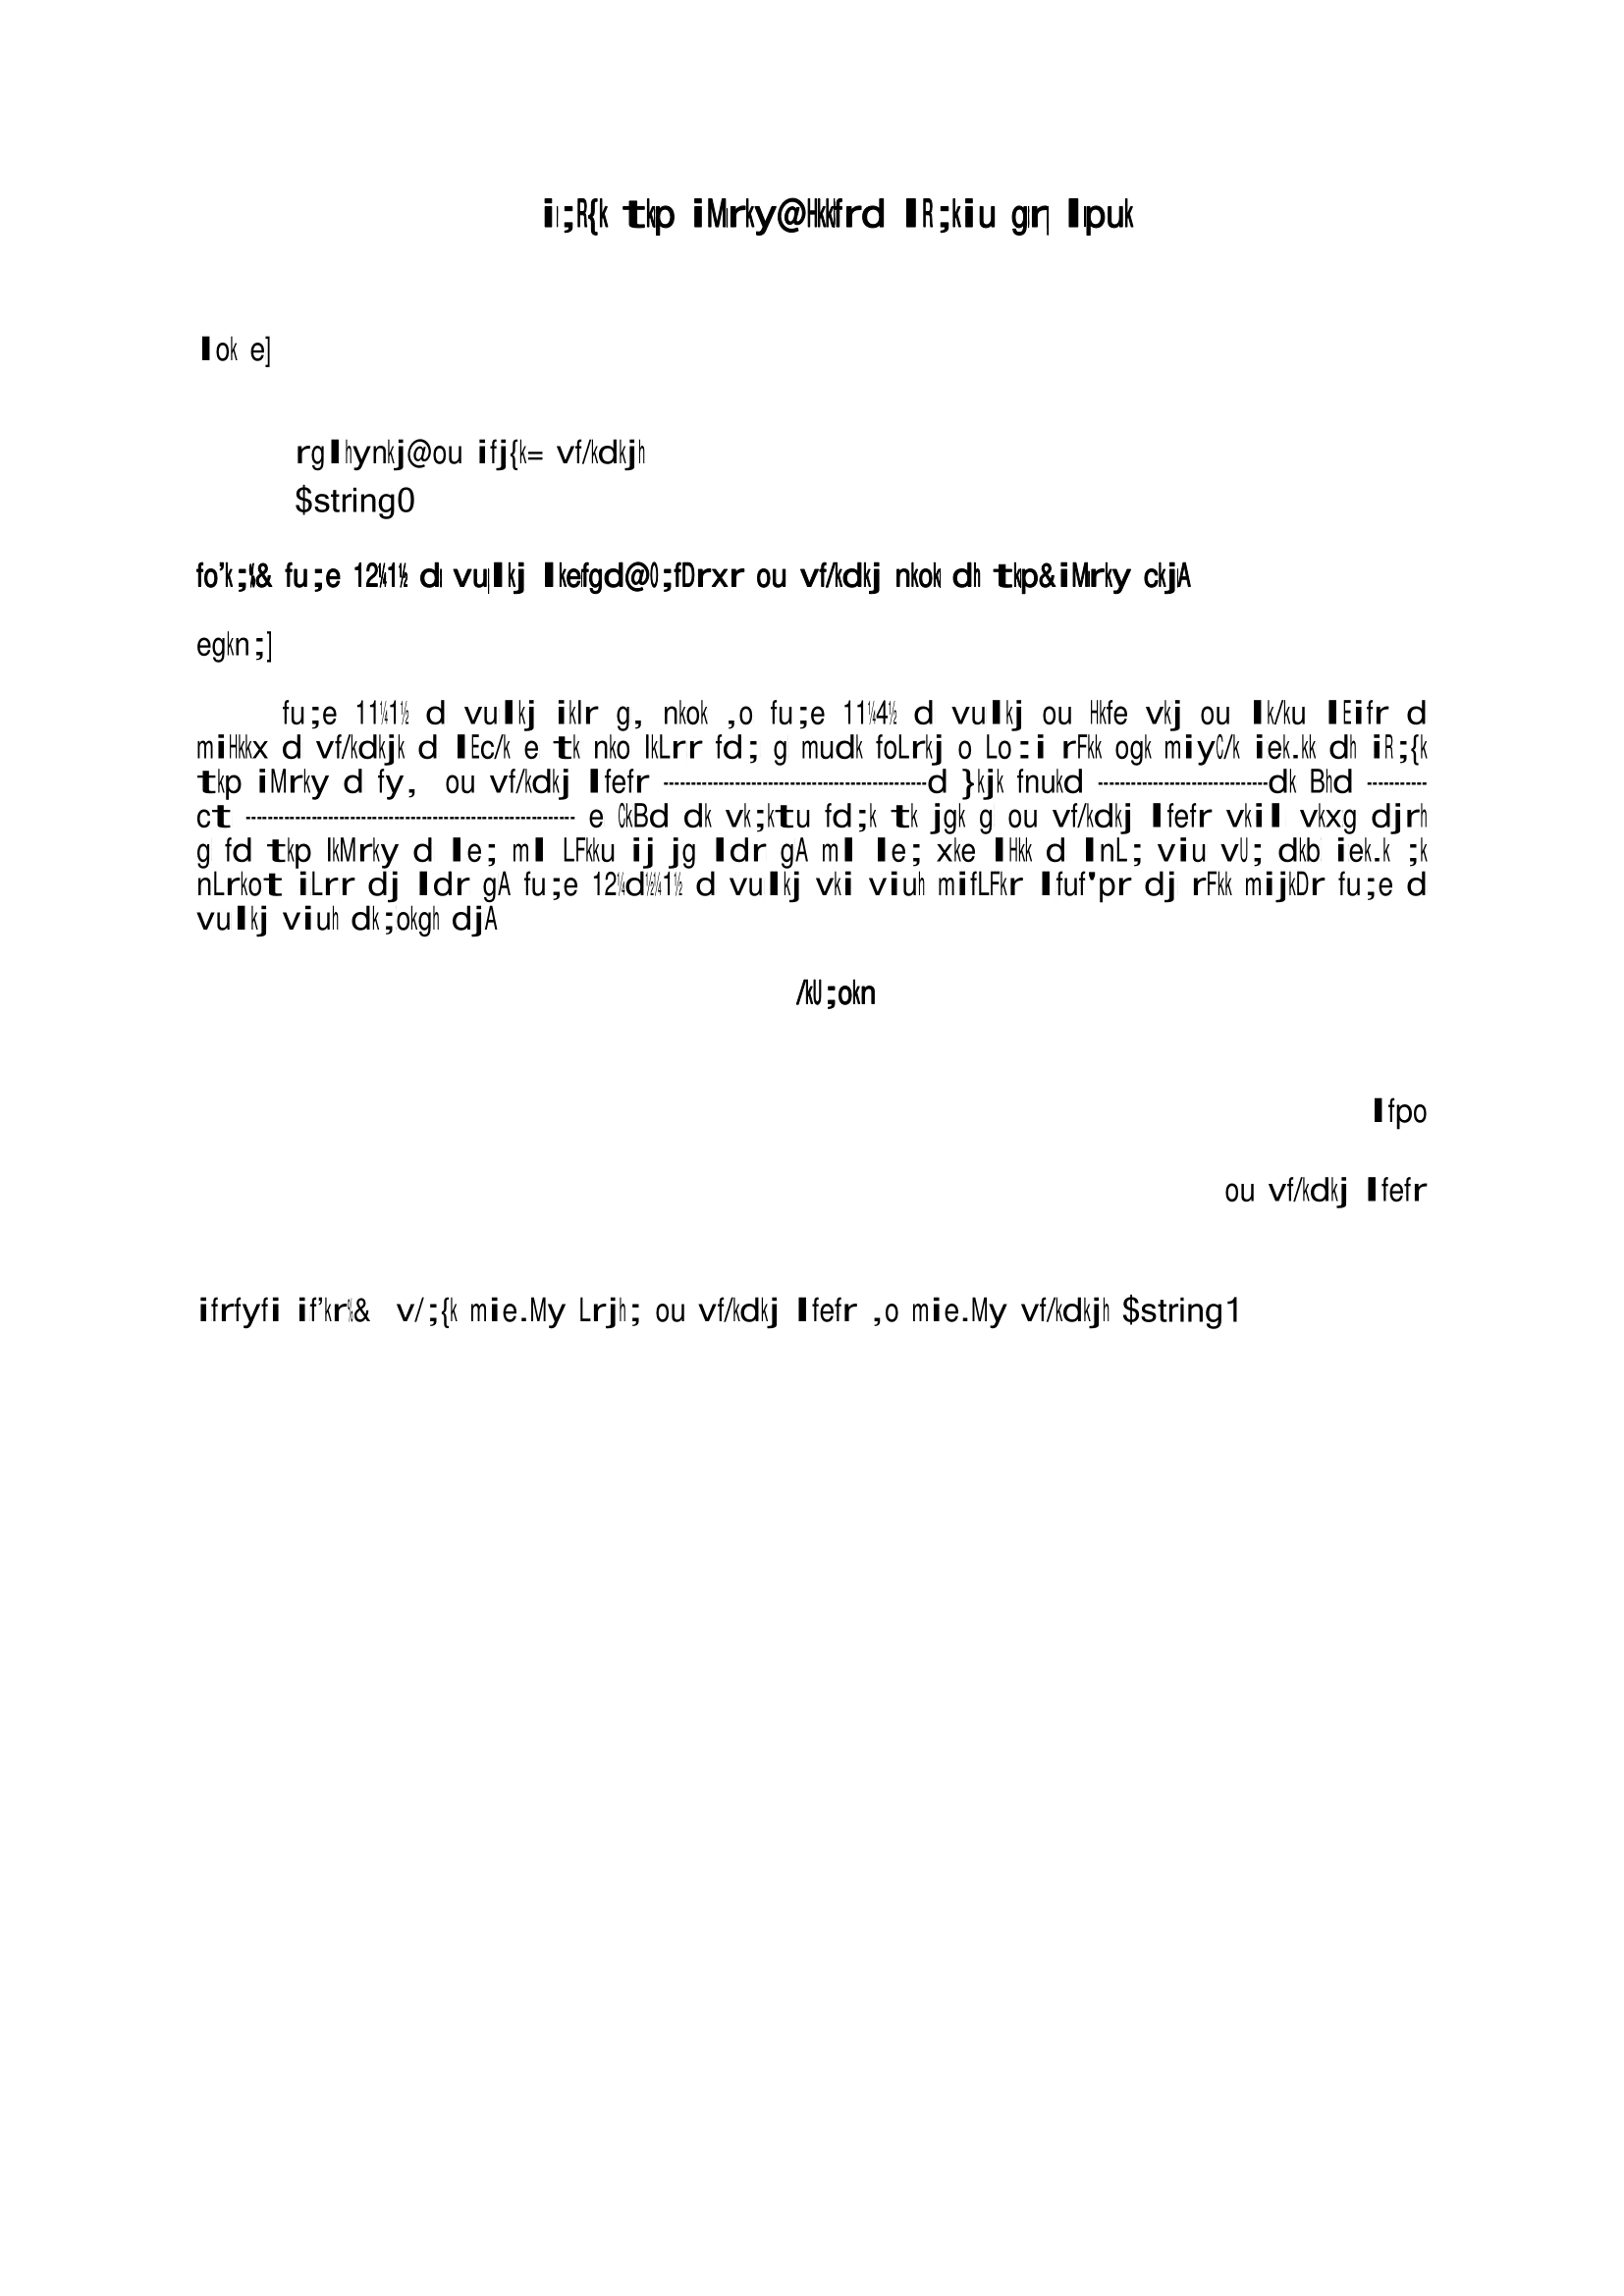 i;R{k tkp iMrky@HkkSfrd lR;kiu grq lpuk
lok e]
rglhynkj@ou ifj{k= vf/kdkjh
$string0
fo'k;%& fu;e 12¼1½ d vulkj lkefgd@O;fDrxr ou vf/kdkj nkok dh tkp&iMrky ckjA
egkn;]
fu;e 11¼1½ d vulkj iklr g, nkok ,o fu;e 11¼4½ d vulkj ou Hkfe vkj ou lk/ku lEifr d
miHkkx d vf/kdkjk d lEc/k e tk nko IkLrr fd; g mudk foLrkj o Lo:i rFkk ogk miyC/k iek.kk dh iR;{k
tkp iMrky d fy, ou vf/kdkj lfefr ------------------------------------------------d }kjk fnukd -------------------------------dk Bhd -----------
ct ------------------------------------------------------------ e CkBd dk vk;ktu fd;k tk jgk g ou vf/kdkj lfefr vkil vkxg djrh
g fd tkp IkMrky d le; ml LFkku ij jg ldr gA ml le; xke lHkk d lnL; viu vU; dkb iek.k ;k
nLrkot iLrr dj ldr gA fu;e 12¼d½¼1½ d vulkj vki viuh mifLFkr lfuf'pr dj rFkk mijkDr fu;e d
vulkj viuh dk;okgh djA
/kU;okn
lfpo
ou vf/kdkj lfefr
ifrfyfi if'kr%& v/;{k mie.My Lrjh; ou vf/kdkj lfefr ,o mie.My vf/kdkjh $string1